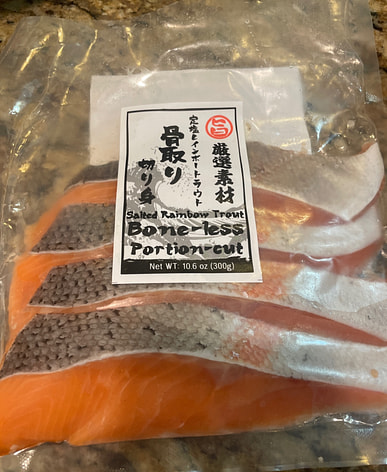 旨
厳選素材
定塩レインボートラウト
骨取り
切り身
Salted Rainbow Trout
Bone-less
Portion-cut
Net WT: 10.6 oz (300g)